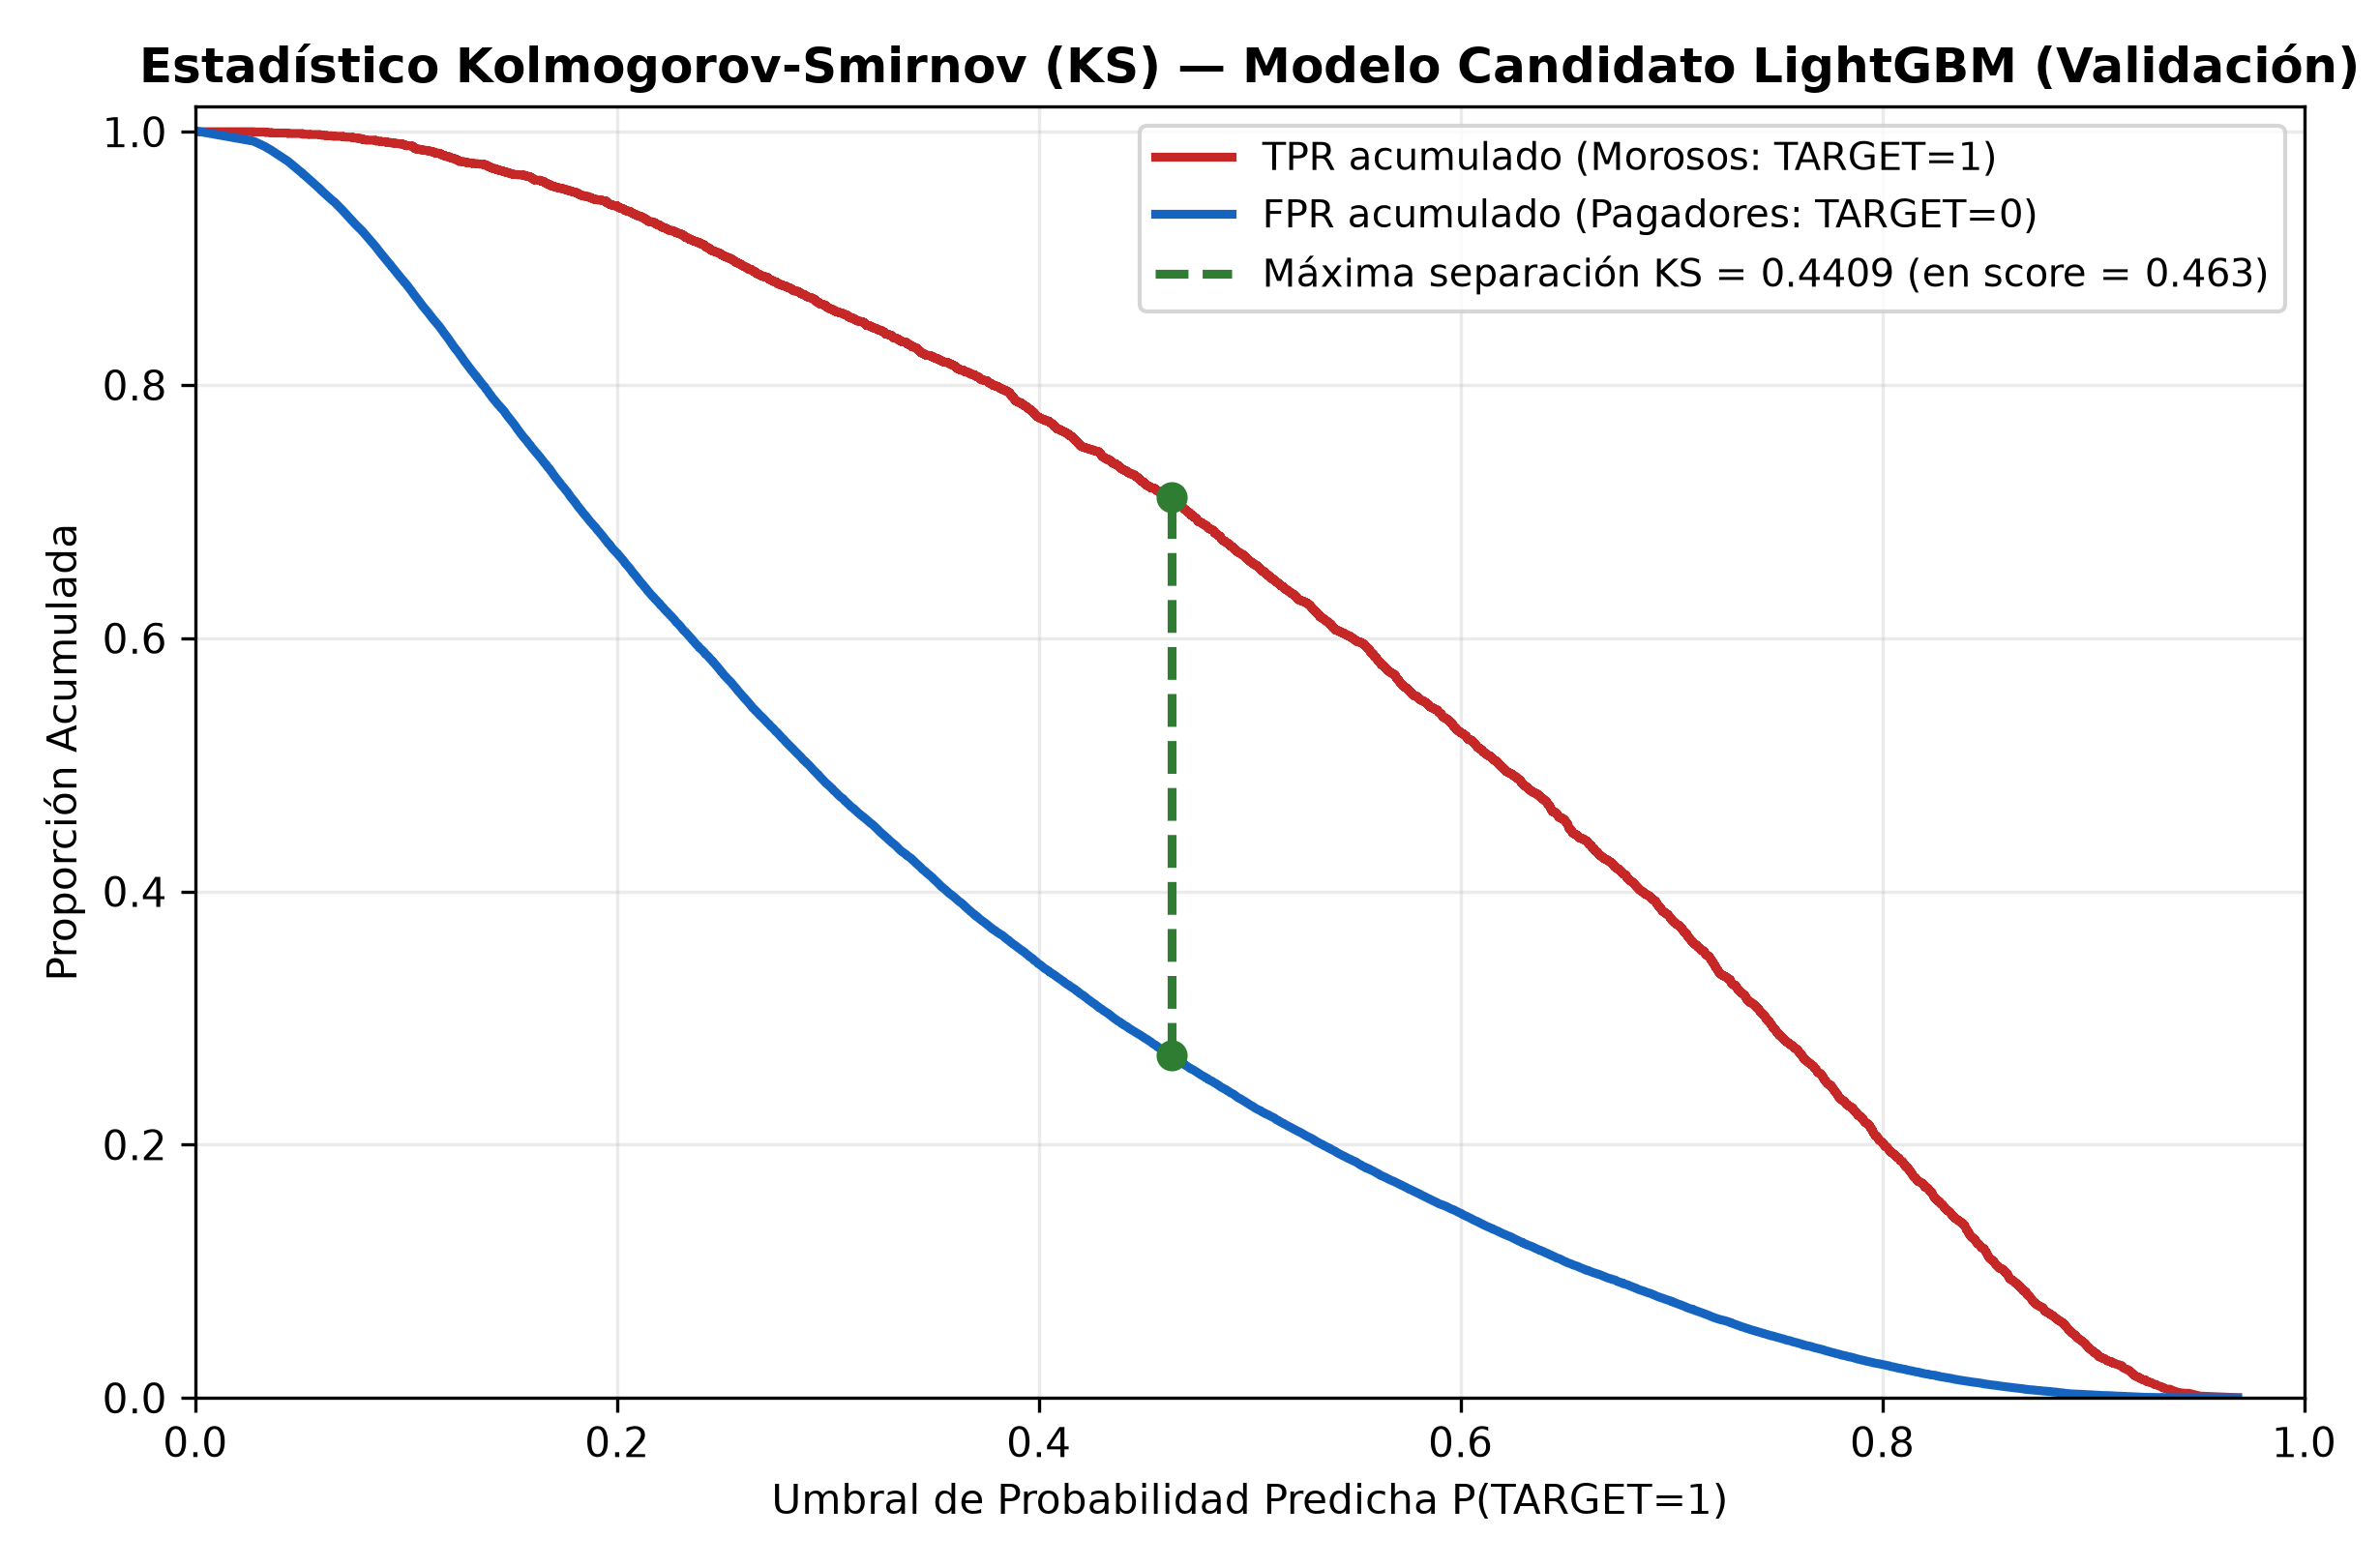 Estadístico Kolmogorov-Smirnov (KS) — Modelo Candidato LightGBM (Validación)
TPR acumulado (Morosos: TARGET=1)
FPR acumulado (Pagadores: TARGET=0)
Máxima separación KS = 0.4409 (en score = 0.463)
Proporción Acumulada
1.0
0.8
0.6
0.4
0.2
0.0
0.0 0.2 0.4 0.6 0.8 1.0
Umbral de Probabilidad Predicha P(TARGET=1)